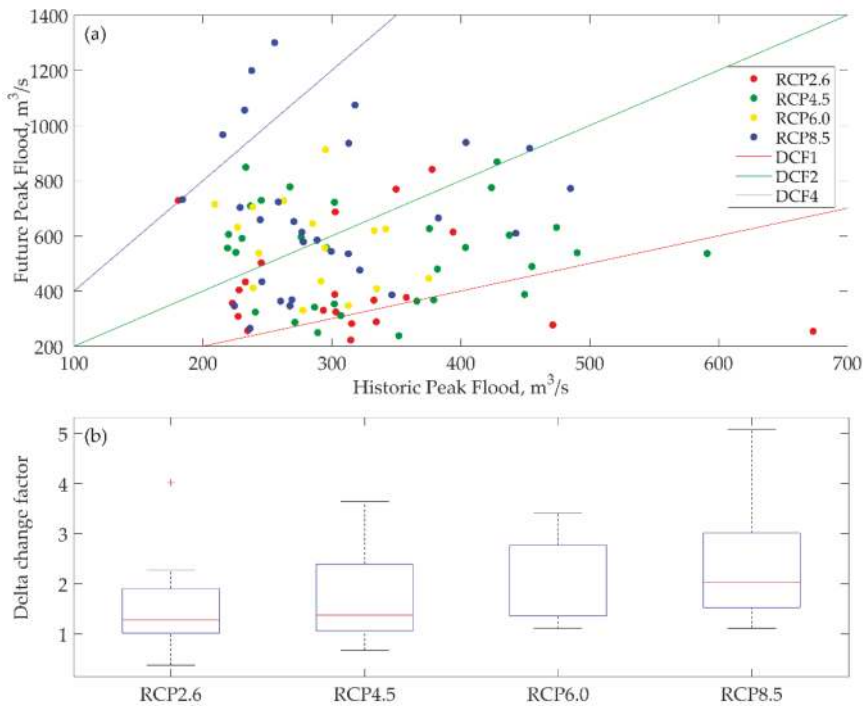 1400
(a)
1200
1000
800
600
400
200
100
200
300
400
500
600
700
Future Peak Flood, m³/s
Historic Peak Flood, m³/s
RCP2.6
RCP4.5
RCP6.0
RCP8.5
DCF1
DCF2
DCF4
(b)
5
4
3
2
1
Delta change factor
RCP2.6
RCP4.5
RCP6.0
RCP8.5